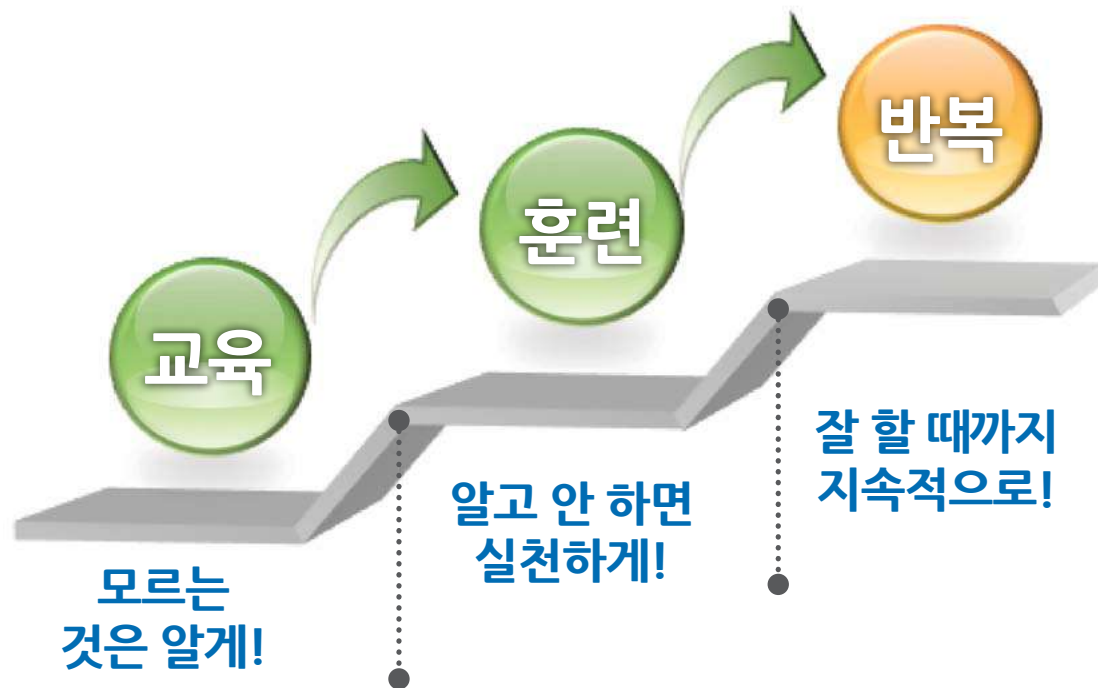 교육
모르는
것은 알게!
훈련
알고 안 하면
실천하게!
반복
잘 할 때까지
지속적으로!